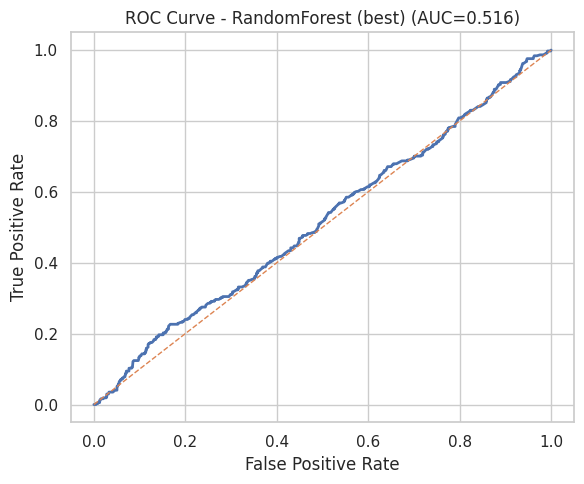 ROC Curve - RandomForest (best) (AUC=0.516)
True Positive Rate
1.0
0.8
0.6
0.4
0.2
0.0
0.0 0.2 0.4 0.6 0.8 1.0
False Positive Rate